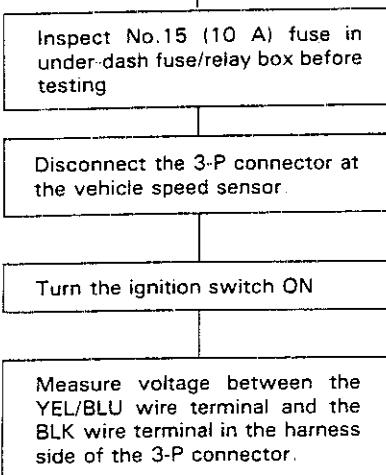 Inspect No.15 (10 A) fuse in
under-dash fuse/relay box before
testing
Disconnect the 3-P connector at
the vehicle speed sensor.
Turn the ignition switch ON
Measure voltage between the
YEL/BLU wire terminal and the
BLK wire terminal in the harness
side of the 3-P connector.